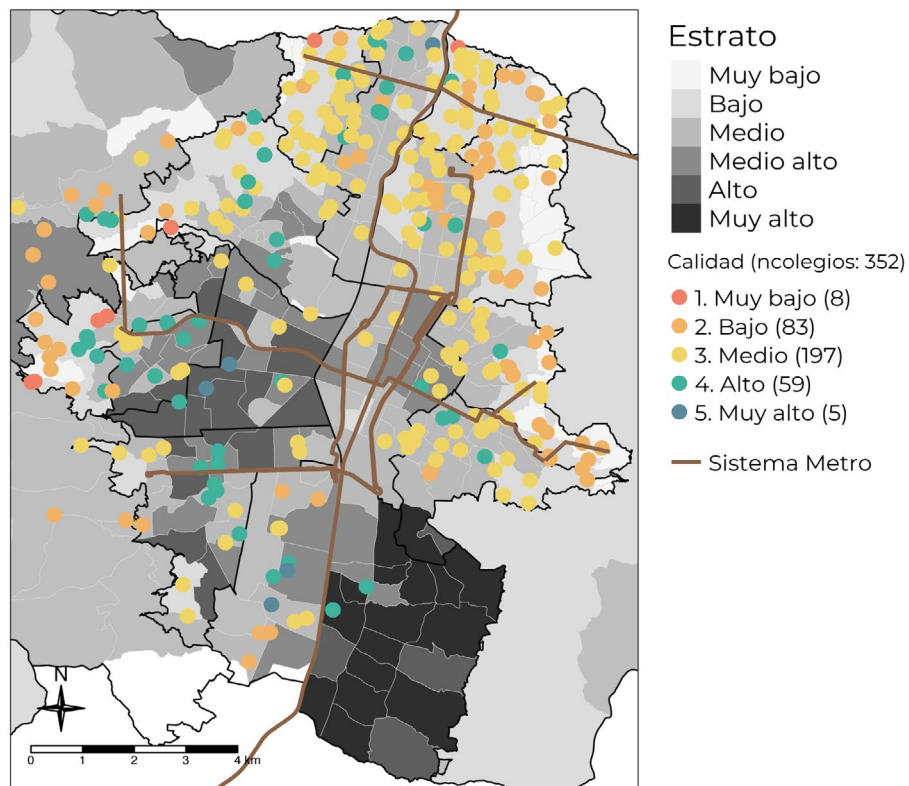 Estrato
Muy bajo
Bajo
Medio
Medio alto
Alto
Muy alto
Calidad (ncolegios: 352)
1. Muy bajo (8)
2. Bajo (83)
3. Medio (197)
4. Alto (59)
5. Muy alto (5)
Sistema Metro
N
0 1 2 3 4 km